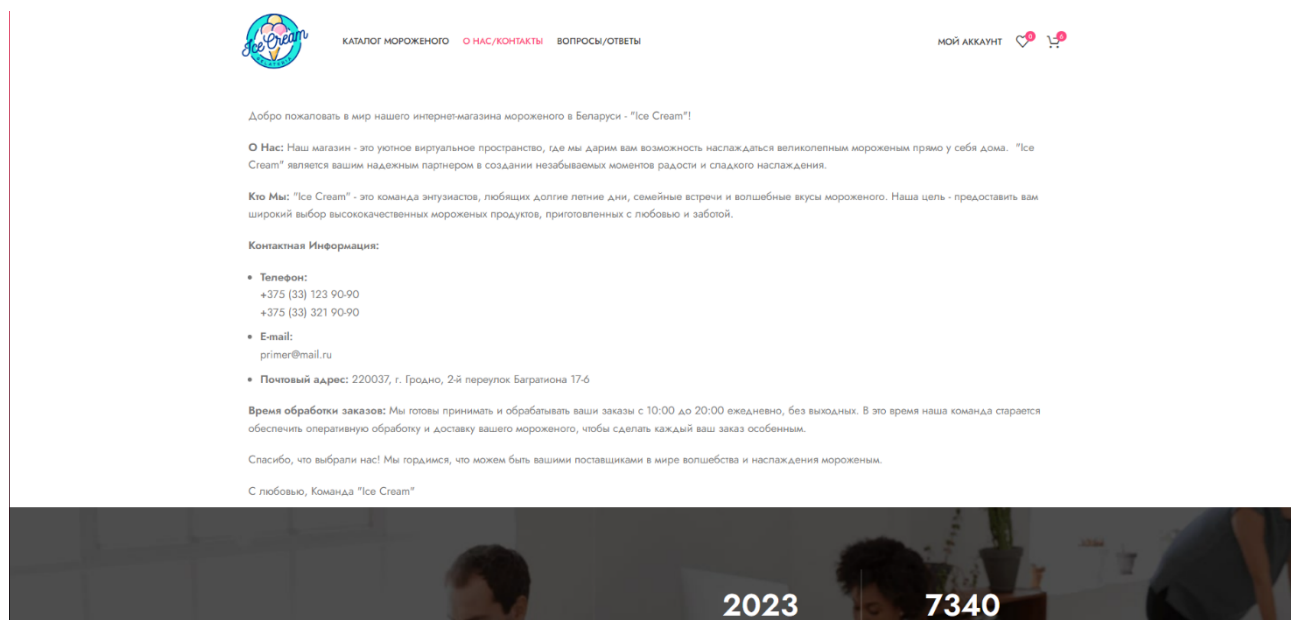 Ice Cream
GELATERIA
КАТАЛОГ МОРОЖЕНОГО О НАС/КОНТАКТЫ ВОПРОСЫ/ОТВЕТЫ
МОЙ АККАУНТ 0 0
Добро пожаловать в мир нашего интернет-магазина мороженого в Беларуси - "Ice Cream"!
О Нас: Наш магазин - это уютное виртуальное пространство, где мы дарим вам возможность наслаждаться великолепным мороженым прямо у себя дома. "Ice
Cream" является вашим надежным партнером в создании незабываемых моментов радости и сладкого наслаждения.
Кто Мы: "Ice Cream" - это команда энтузиастов, любящих долгие летние дни, семейные встречи и волшебные вкусы мороженого. Наша цель - предоставить вам
широкий выбор высококачественных мороженых продуктов, приготовленных с любовью и заботой.
Контактная Информация:
• Телефон:
+375 (33) 123 90-90
+375 (33) 321 90-90
• E-mail:
primer@mail.ru
• Почтовый адрес: 220037, г. Гродно, 2-й переулок Багратиона 17-6
Время обработки заказов: Мы готовы принимать и обрабатывать ваши заказы с 10:00 до 20:00 ежедневно, без выходных. В это время наша команда старается
обеспечить оперативную обработку и доставку вашего мороженого, чтобы сделать каждый ваш заказ особенным.
Спасибо, что выбрали нас! Мы гордимся, что можем быть вашими поставщиками в мире волшебства и наслаждения мороженым.
С любовью, Команда "Ice Cream"
2023 7340